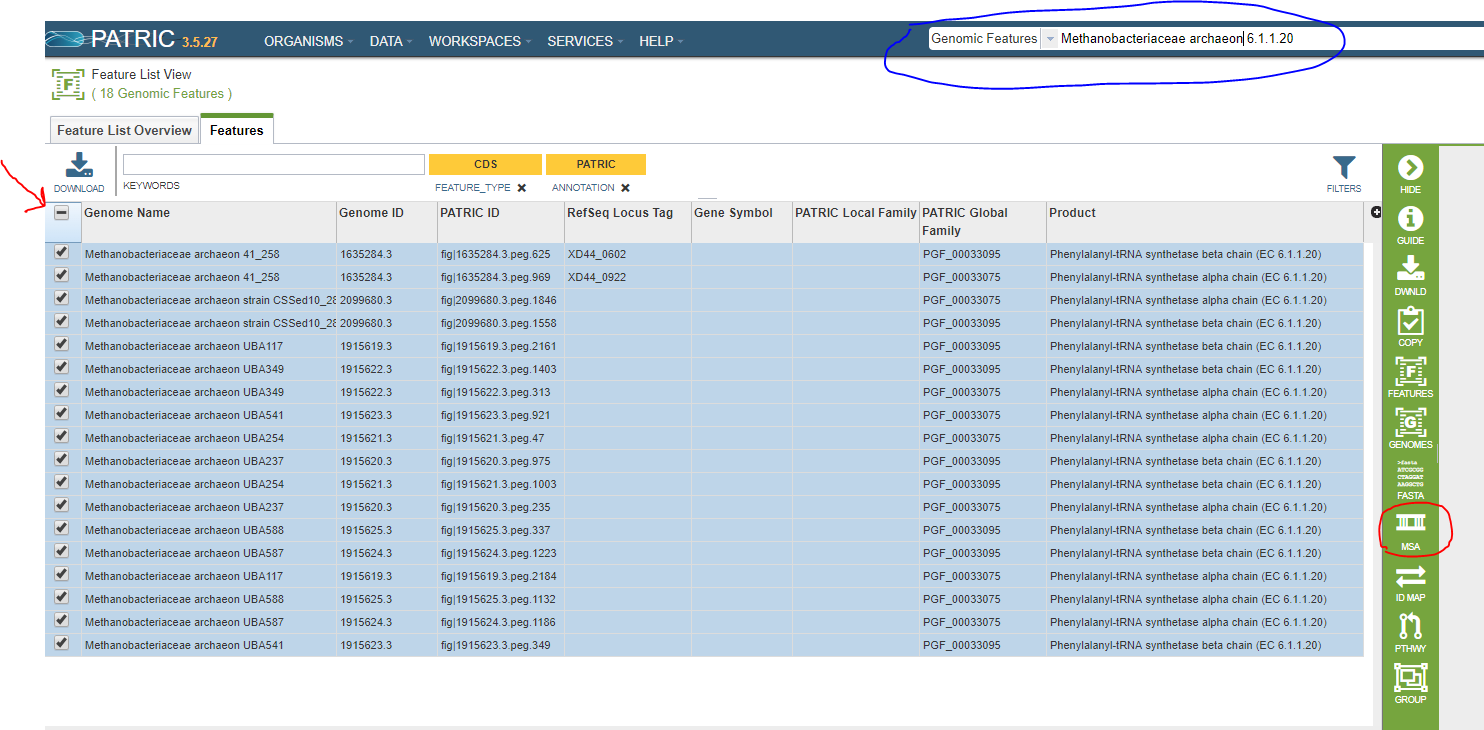 PATRIC 3.5.27 ORGANISMS DATA WORKSPACES SERVICES HELP Genomic Features Methanobacteriaceae archaeon 6.1.1.20
Feature List View
( 18 Genomic Features )
Feature List Overview Features
DOWNLOAD KEYWORDS CDS PATRIC FILTERS
FEATURE_TYPE ✖ ANNOTATION ✖
Genome Name Genome ID PATRIC ID RefSeq Locus Tag Gene Symbol PATRIC Local Family PATRIC Global Family Product
Methanobacteriaceae archaeon 41_258 1635284.3 fig|1635284.3.peg.625 XD44_0602 PGF_00033095 Phenylalanyl-tRNA synthetase beta chain (EC 6.1.1.20)
Methanobacteriaceae archaeon 41_258 1635284.3 fig|1635284.3.peg.969 XD44_0922 PGF_00033075 Phenylalanyl-tRNA synthetase alpha chain (EC 6.1.1.20)
Methanobacteriaceae archaeon strain CSSed10_28 2099680.3 fig|2099680.3.peg.1846 PGF_00033075 Phenylalanyl-tRNA synthetase alpha chain (EC 6.1.1.20)
Methanobacteriaceae archaeon strain CSSed10_28 2099680.3 fig|2099680.3.peg.1558 PGF_00033095 Phenylalanyl-tRNA synthetase beta chain (EC 6.1.1.20)
Methanobacteriaceae archaeon UBA117 1915619.3 fig|1915619.3.peg.2161 PGF_00033095 Phenylalanyl-tRNA synthetase beta chain (EC 6.1.1.20)
Methanobacteriaceae archaeon UBA349 1915622.3 fig|1915622.3.peg.1403 PGF_00033095 Phenylalanyl-tRNA synthetase beta chain (EC 6.1.1.20)
Methanobacteriaceae archaeon UBA349 1915622.3 fig|1915622.3.peg.313 PGF_00033075 Phenylalanyl-tRNA synthetase alpha chain (EC 6.1.1.20)
Methanobacteriaceae archaeon UBA541 1915623.3 fig|1915623.3.peg.921 PGF_00033075 Phenylalanyl-tRNA synthetase alpha chain (EC 6.1.1.20)
Methanobacteriaceae archaeon UBA254 1915621.3 fig|1915621.3.peg.47 PGF_00033075 Phenylalanyl-tRNA synthetase alpha chain (EC 6.1.1.20)
Methanobacteriaceae archaeon UBA237 1915620.3 fig|1915620.3.peg.975 PGF_00033095 Phenylalanyl-tRNA synthetase beta chain (EC 6.1.1.20)
Methanobacteriaceae archaeon UBA254 1915621.3 fig|1915621.3.peg.1003 PGF_00033095 Phenylalanyl-tRNA synthetase beta chain (EC 6.1.1.20)
Methanobacteriaceae archaeon UBA237 1915620.3 fig|1915620.3.peg.235 PGF_00033075 Phenylalanyl-tRNA synthetase alpha chain (EC 6.1.1.20)
Methanobacteriaceae archaeon UBA588 1915625.3 fig|1915625.3.peg.337 PGF_00033095 Phenylalanyl-tRNA synthetase beta chain (EC 6.1.1.20)
Methanobacteriaceae archaeon UBA587 1915624.3 fig|1915624.3.peg.1223 PGF_00033095 Phenylalanyl-tRNA synthetase beta chain (EC 6.1.1.20)
Methanobacteriaceae archaeon UBA117 1915619.3 fig|1915619.3.peg.2184 PGF_00033075 Phenylalanyl-tRNA synthetase alpha chain (EC 6.1.1.20)
Methanobacteriaceae archaeon UBA588 1915625.3 fig|1915625.3.peg.1132 PGF_00033075 Phenylalanyl-tRNA synthetase alpha chain (EC 6.1.1.20)
Methanobacteriaceae archaeon UBA587 1915624.3 fig|1915624.3.peg.1186 PGF_00033075 Phenylalanyl-tRNA synthetase alpha chain (EC 6.1.1.20)
Methanobacteriaceae archaeon UBA541 1915623.3 fig|1915623.3.peg.349 PGF_00033095 Phenylalanyl-tRNA synthetase beta chain (EC 6.1.1.20)
HIDE
GUIDE
DWNLD
COPY
FEATURES
GENOMES
>fasta
ATGCGCG
CTAGGAT
AAGGCTG
FASTA
MSA
ID MAP
PTHWY
GROUP